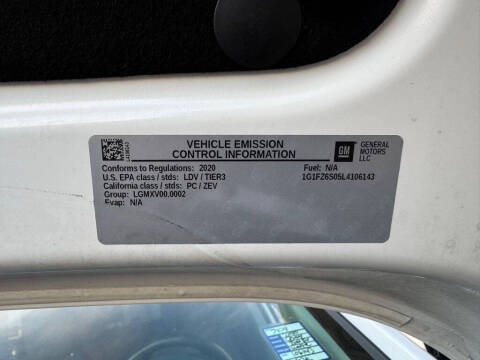 VEHICLE EMISSION
CONTROL INFORMATION
GM
GENERAL
MOTORS
LLC
Conforms to Regulations: 2020
U.S. EPA class / stds: LDV / TIER3
California class / stds: PC / ZEV
Group: LGMXV00.0002
Evap: N/A
Fuel: N/A
1G1FZ6S05L4106143